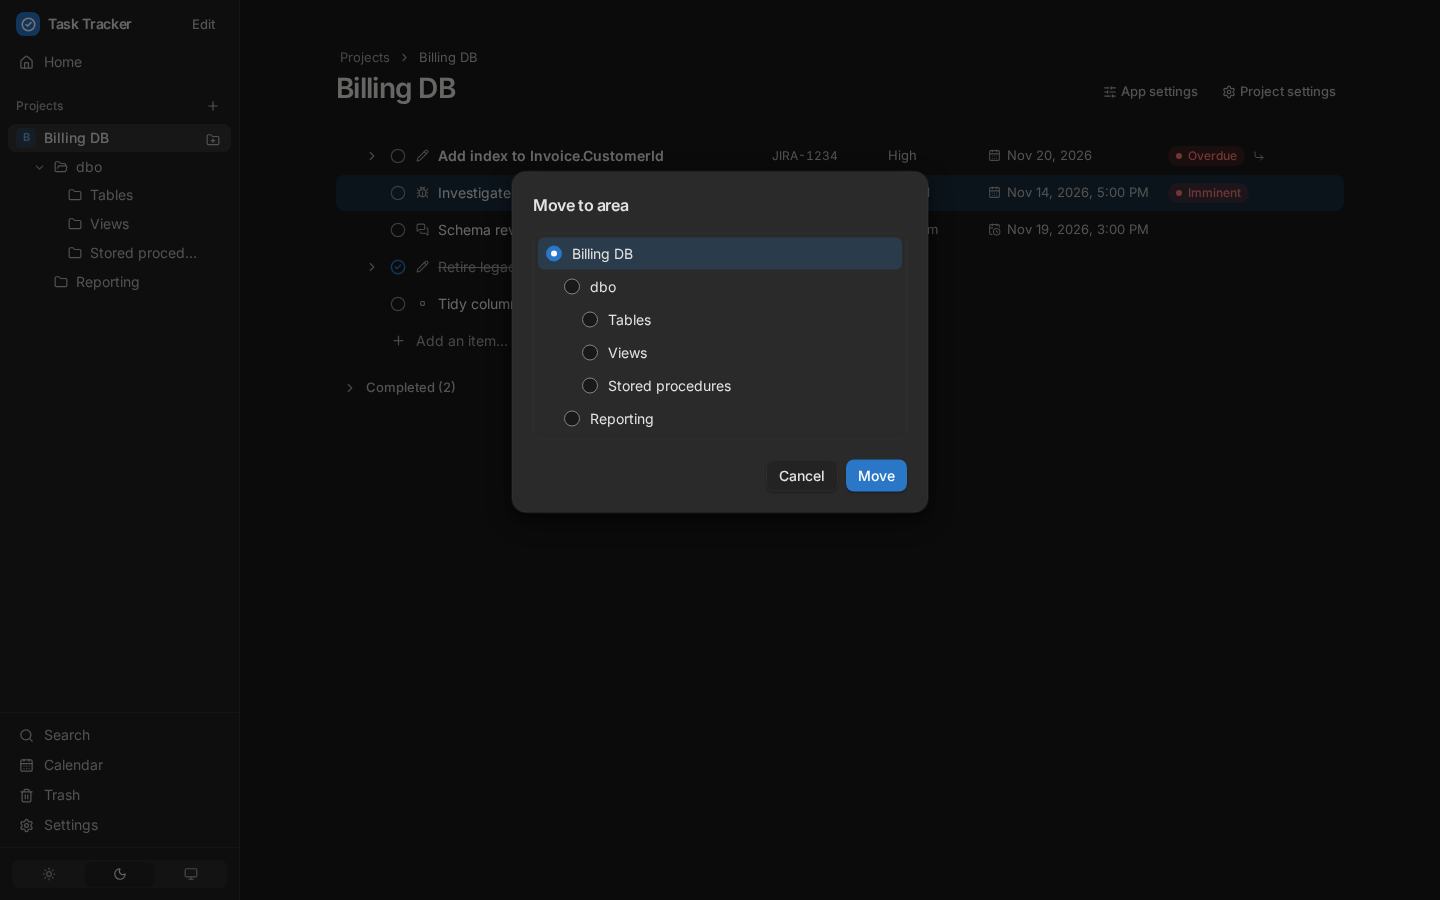 Task Tracker
Edit
Home
Projects
B Billing DB
dbo
Tables
Views
Stored proced...
Reporting
Search
Calendar
Trash
Settings
Projects > Billing DB
Billing DB
App settings
Project settings
Add index to Invoice.CustomerId JIRA-1234 High Nov 20, 2026 Overdue
Investigate Nov 14, 2026, 5:00 PM Imminent
Schema Nov 19, 2026, 3:00 PM
Retire
Tidy
Add an item...
Completed (2)
Move to area
Billing DB
dbo
Tables
Views
Stored procedures
Reporting
Cancel
Move